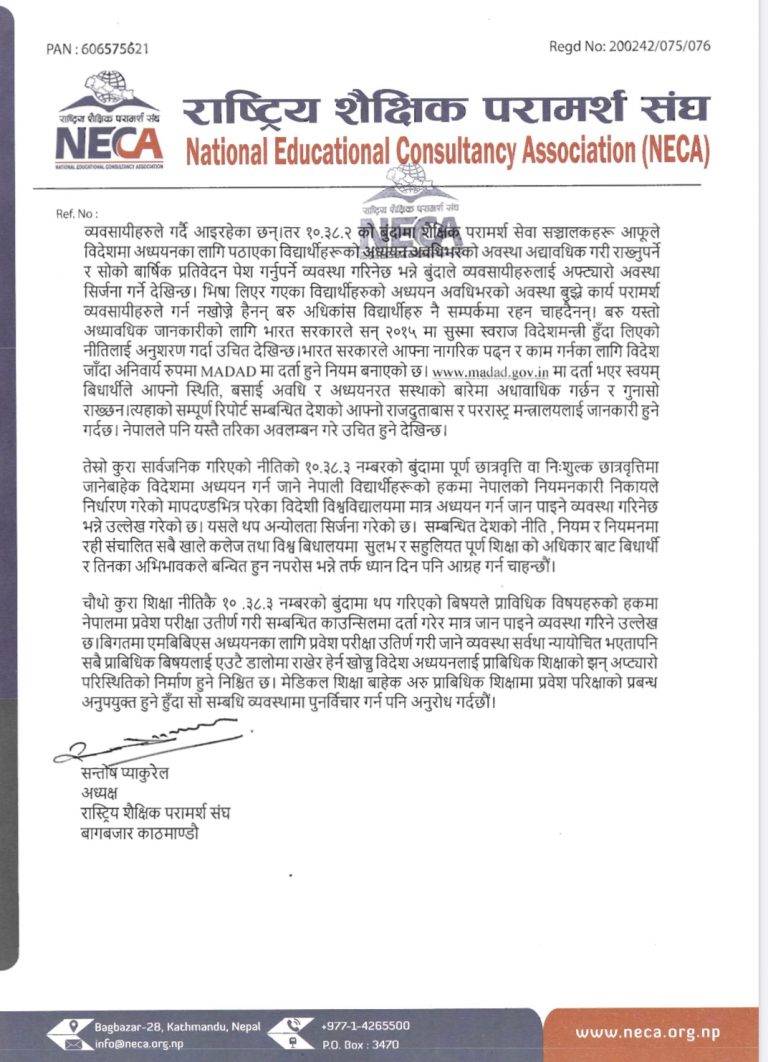 PAN : 606575621
Regd No: 200242/075/076
राष्ट्रिय शैक्षिक परामर्श संघ
NECA
NATIONAL EDUCATIONAL CONSULTANCY ASSOCIATION
राष्ट्रिय शैक्षिक परामर्श संघ
National Educational Consultancy Association (NECA)
राष्ट्रिय शैक्षिक परामर्श संघ
NECA
Ref. No :
व्यवसायीहरुले गर्दै आइरहेका छन्।तर १०.३८.२ को बुंदामा शैक्षिक परामर्श सेवा सञ्चालकहरू आफूले
विदेशमा अध्ययनका लागि पठाएका विद्यार्थीहरूको अध्ययन अवधिभरको अवस्था अद्यावधिक गरी राख्नुपर्ने
र सोको बार्षिक प्रतिवेदन पेश गर्नुपर्ने व्यवस्था गरिनेछ भन्ने बुंदाले व्यवसायीहरुलाई अफ्ट्यारो अवस्था
सिर्जना गर्ने देखिन्छ। भिषा लिएर गएका विद्यार्थीहरुको अध्ययन अवधिभरको अवस्था बुझ्ने कार्य परामर्श
व्यवसायीहरुले गर्न नखोज्ने हैनन् बरु अधिकांस विद्यार्थीहरु नै सम्पर्कमा रहन चाहदैनन्। बरु यस्तो
अध्यावधिक जानकारीको लागि भारत सरकारले सन् २०१५ मा सुस्मा स्वराज विदेशमन्त्री हुँदा लिएको
नीतिलाई अनुशरण गर्दा उचित देखिन्छ।भारत सरकारले आफ्ना नागरिक पढ्न र काम गर्नका लागि विदेश
जाँदा अनिवार्य रुपमा MADAD मा दर्ता हुने नियम बनाएको छ। www.madad.gov.in मा दर्ता भएर स्वयम्
बिधार्थीले आफ्नो स्थिति, बसाई अवधि र अध्ययनरत सस्थाको बारेमा अधावाधिक गर्छन र गुनासो
राख्छन।त्यहाको सम्पूर्ण रिपोर्ट सम्बन्धित देशको आफ्नो राजदुताबास र पररास्ट्र मन्त्रालयलाई जानकारी हुने
गर्दछ। नेपालले पनि यस्तै तरिका अवलम्बन गरे उचित हुने देखिन्छ।
तेस्रो कुरा सार्वजनिक गरिएको नीतिको १०.३८.३ नम्बरको बुंदामा पूर्ण छात्रवृत्ति वा निःशुल्क छात्रवृत्तिमा
जानेबाहेक विदेशमा अध्ययन गर्न जाने नेपाली विद्यार्थीहरूको हकमा नेपालको नियमनकारी निकायले
निर्धारण गरेको मापदण्डभित्र परेका विदेशी विश्वविद्यालयमा मात्र अध्ययन गर्न जान पाइने व्यवस्था गरिनेछ
भन्ने उल्लेख गरेको छ। यसले थप अन्योलता सिर्जना गरेको छ। सम्बन्धित देशको नीति , नियम र नियमनमा
रही संचालित सबै खाले कलेज तथा विश्व बिधालयमा सुलभ र सहुलियत पूर्ण शिक्षा को अधिकार बाट बिधार्थी
र तिनका अभिभावकले बन्चित हुन नपरोस भन्ने तर्फ ध्यान दिन पनि आग्रह गर्न चाहन्छौं।
चौथो कुरा शिक्षा नीतिकै १० .३८.३ नम्बरको बुंदामा थप गरिएको बिषयले प्राविधिक विषयहरुको हकमा
नेपालमा प्रवेश परीक्षा उतीर्ण गरी सम्बन्धित काउन्सिलमा दर्ता गरेर मात्र जान पाइने व्यवस्था गरिने उल्लेख
छ।बिगतमा एमबिबिएस अध्ययनका लागि प्रवेश परीक्षा उतिर्ण गरी जाने व्यवस्था सर्वथा न्यायोचित भएतापनि
सबै प्राबिधिक बिषयलाई एउटै डालोमा राखेर हेर्न खोज्नु विदेश अध्ययनलाई प्राबिधिक शिक्षाको झन् अप्ट्यारो
परिस्थितिको निर्माण हुने निश्चित छ। मेडिकल शिक्षा बाहेक अरु प्राबिधिक शिक्षामा प्रवेश परिक्षाको प्रबन्ध
अनुपयुक्त हुने हुँदा सो सम्बधि व्यवस्थामा पुनर्विचार गर्न पनि अनुरोध गर्दछौं।
सन्तोष प्याकुरेल
अध्यक्ष
रास्ट्रिय शैक्षिक परामर्श संघ
बागबजार काठमाण्डौ
Bagbazar-28, Kathmandu, Nepal
info@neca.org.np
+977-1-4265500
P.O. Box : 3470
www.neca.org.np